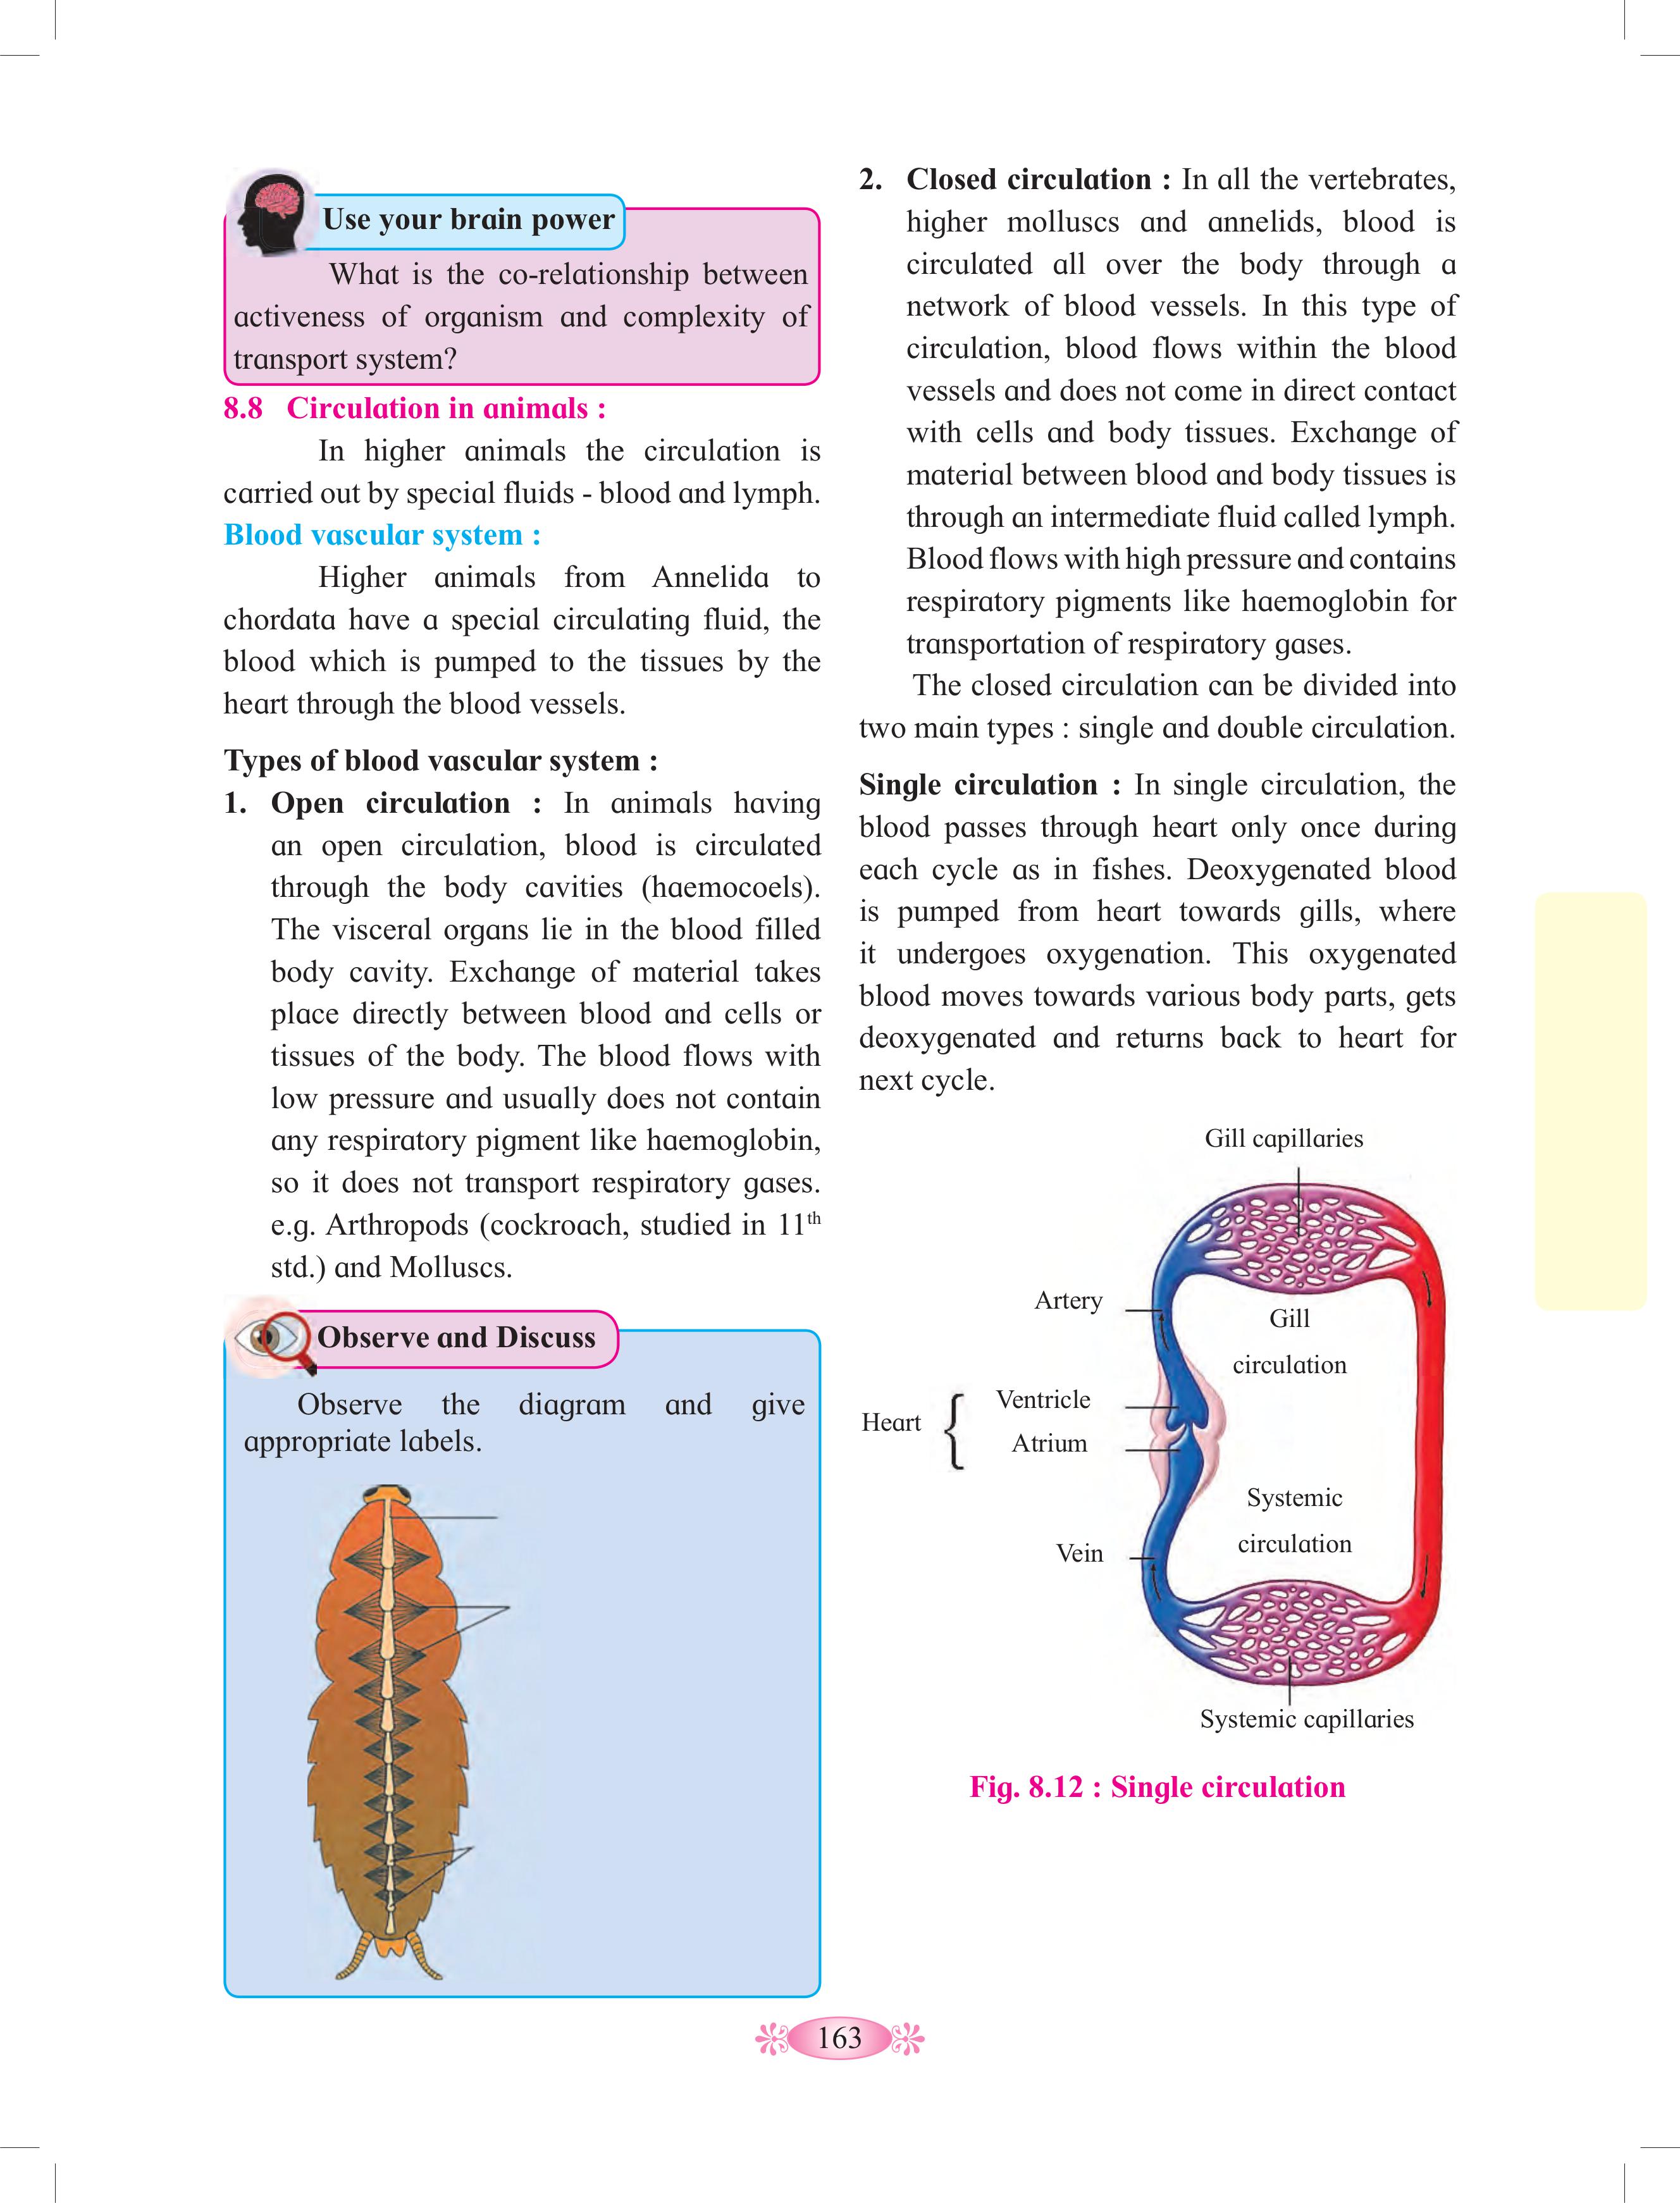 Use your brain power
What is the co-relationship between
activeness of organism and complexity of
transport system?
8.8 Circulation in animals :
In higher animals the circulation is
carried out by special fluids - blood and lymph.
Blood vascular system :
Higher animals from Annelida to
chordata have a special circulating fluid, the
blood which is pumped to the tissues by the
heart through the blood vessels.
Types of blood vascular system :
1. Open circulation : In animals having
an open circulation, blood is circulated
through the body cavities (haemocoels).
The visceral organs lie in the blood filled
body cavity. Exchange of material takes
place directly between blood and cells or
tissues of the body. The blood flows with
low pressure and usually does not contain
any respiratory pigment like haemoglobin,
so it does not transport respiratory gases.
e.g. Arthropods (cockroach, studied in 11th
std.) and Molluscs.
Observe and Discuss
Observe the diagram and give
appropriate labels.
2. Closed circulation : In all the vertebrates,
higher molluscs and annelids, blood is
circulated all over the body through a
network of blood vessels. In this type of
circulation, blood flows within the blood
vessels and does not come in direct contact
with cells and body tissues. Exchange of
material between blood and body tissues is
through an intermediate fluid called lymph.
Blood flows with high pressure and contains
respiratory pigments like haemoglobin for
transportation of respiratory gases.
The closed circulation can be divided into
two main types : single and double circulation.
Single circulation : In single circulation, the
blood passes through heart only once during
each cycle as in fishes. Deoxygenated blood
is pumped from heart towards gills, where
it undergoes oxygenation. This oxygenated
blood moves towards various body parts, gets
deoxygenated and returns back to heart for
next cycle.
Gill capillaries
Artery
Gill
circulation
Ventricle
Heart {
Atrium
Systemic
circulation
Vein
Systemic capillaries
Fig. 8.12 : Single circulation
163